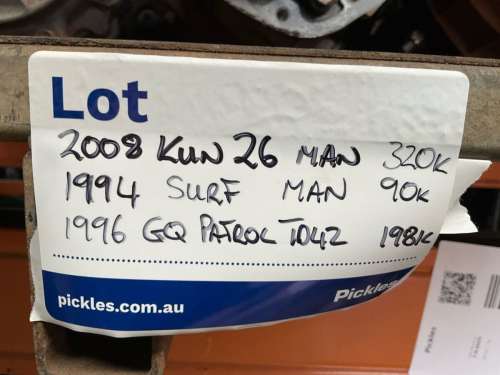 Lot
2008 KUN 26 MAN 320K
1994 SURF MAN 90K
1996 GQ PATROL TD42 198K
pickles.com.au
Pickles
Pickles